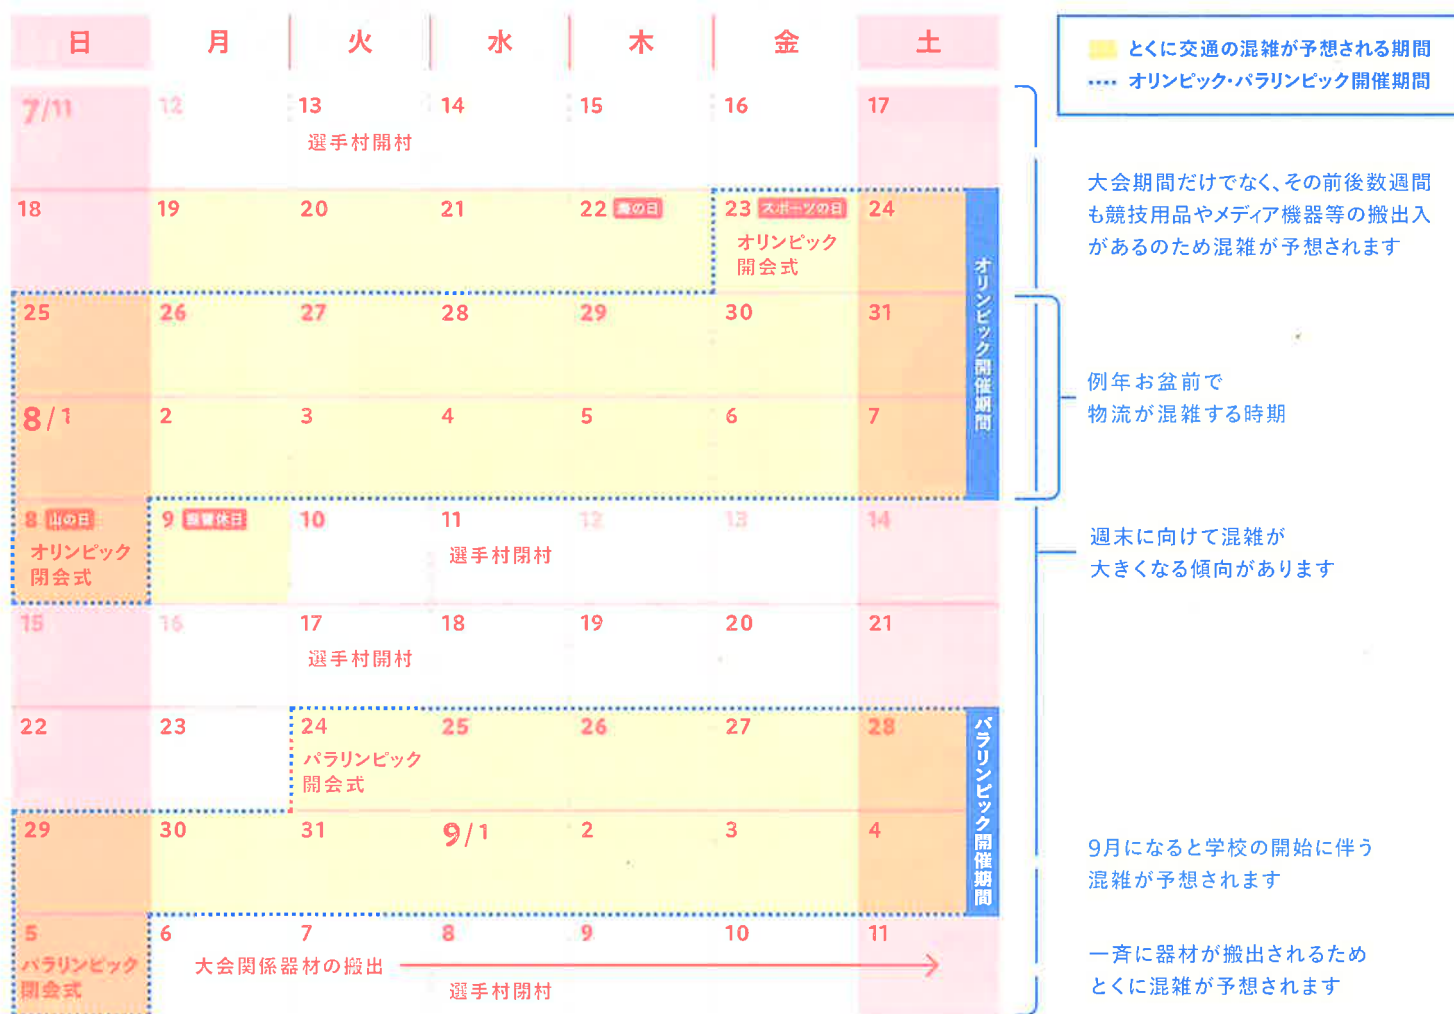 日 月 火 水 木 金 土
とくに交通の混雑が予想される期間
オリンピック・パラリンピック開催期間
7/11 12 13 14 15 16 17
選手村開村
大会期間だけでなく、その前後数週間
も競技用品やメディア機器等の搬出入
があるのため混雑が予想されます
18 19 20 21 22 海の日 23 スポーツの日 24
オリンピック
開会式
オリンピック開催期間
25 26 27 28 29 30 31
例年お盆前で
物流が混雑する時期
8/1 2 3 4 5 6 7
8 山の日 9 振替休日 10 11 12 13 14
オリンピック
閉会式
選手村閉村
週末に向けて混雑が
大きくなる傾向があります
15 16 17 18 19 20 21
選手村開村
22 23 24 25 26 27 28
パラリンピック
開会式
パラリンピック開催期間
29 30 31 9/1 2 3 4
9月になると学校の開始に伴う
混雑が予想されます
5 6 7 8 9 10 11
パラリンピック
閉会式
大会関係器材の搬出
選手村閉村
一斉に器材が搬出されるため
とくに混雑が予想されます